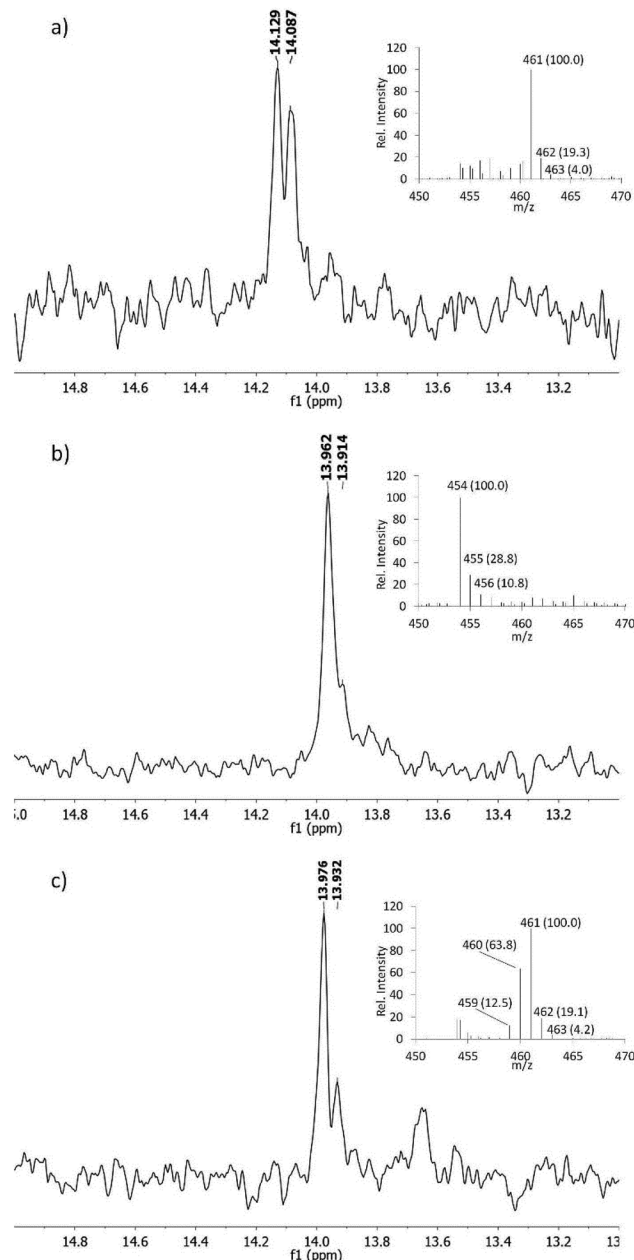 a)
14.129
14.087
120
100
80
60
40
20
0
Rel. Intensity
461 (100.0)
462 (19.3)
463 (4.0)
450 455 460 465 470
m/z
14.8 14.6 14.4 14.2 14.0 13.8 13.6 13.4 13.2
f1 (ppm)
b)
13.962
13.914
120
100
80
60
40
20
0
Rel. Intensity
454 (100.0)
455 (28.8)
456 (10.8)
450 455 460 465 470
m/z
5.0 14.8 14.6 14.4 14.2 14.0 13.8 13.6 13.4 13.2
f1 (ppm)
c)
13.976
13.932
120
100
80
60
40
20
0
Rel. Intensity
461 (100.0)
460 (63.8)
459 (12.5)
462 (19.1)
463 (4.2)
450 455 460 465 470
m/z
14.8 14.6 14.4 14.2 14.0 13.8 13.6 13.4 13.2 13
f1 (ppm)